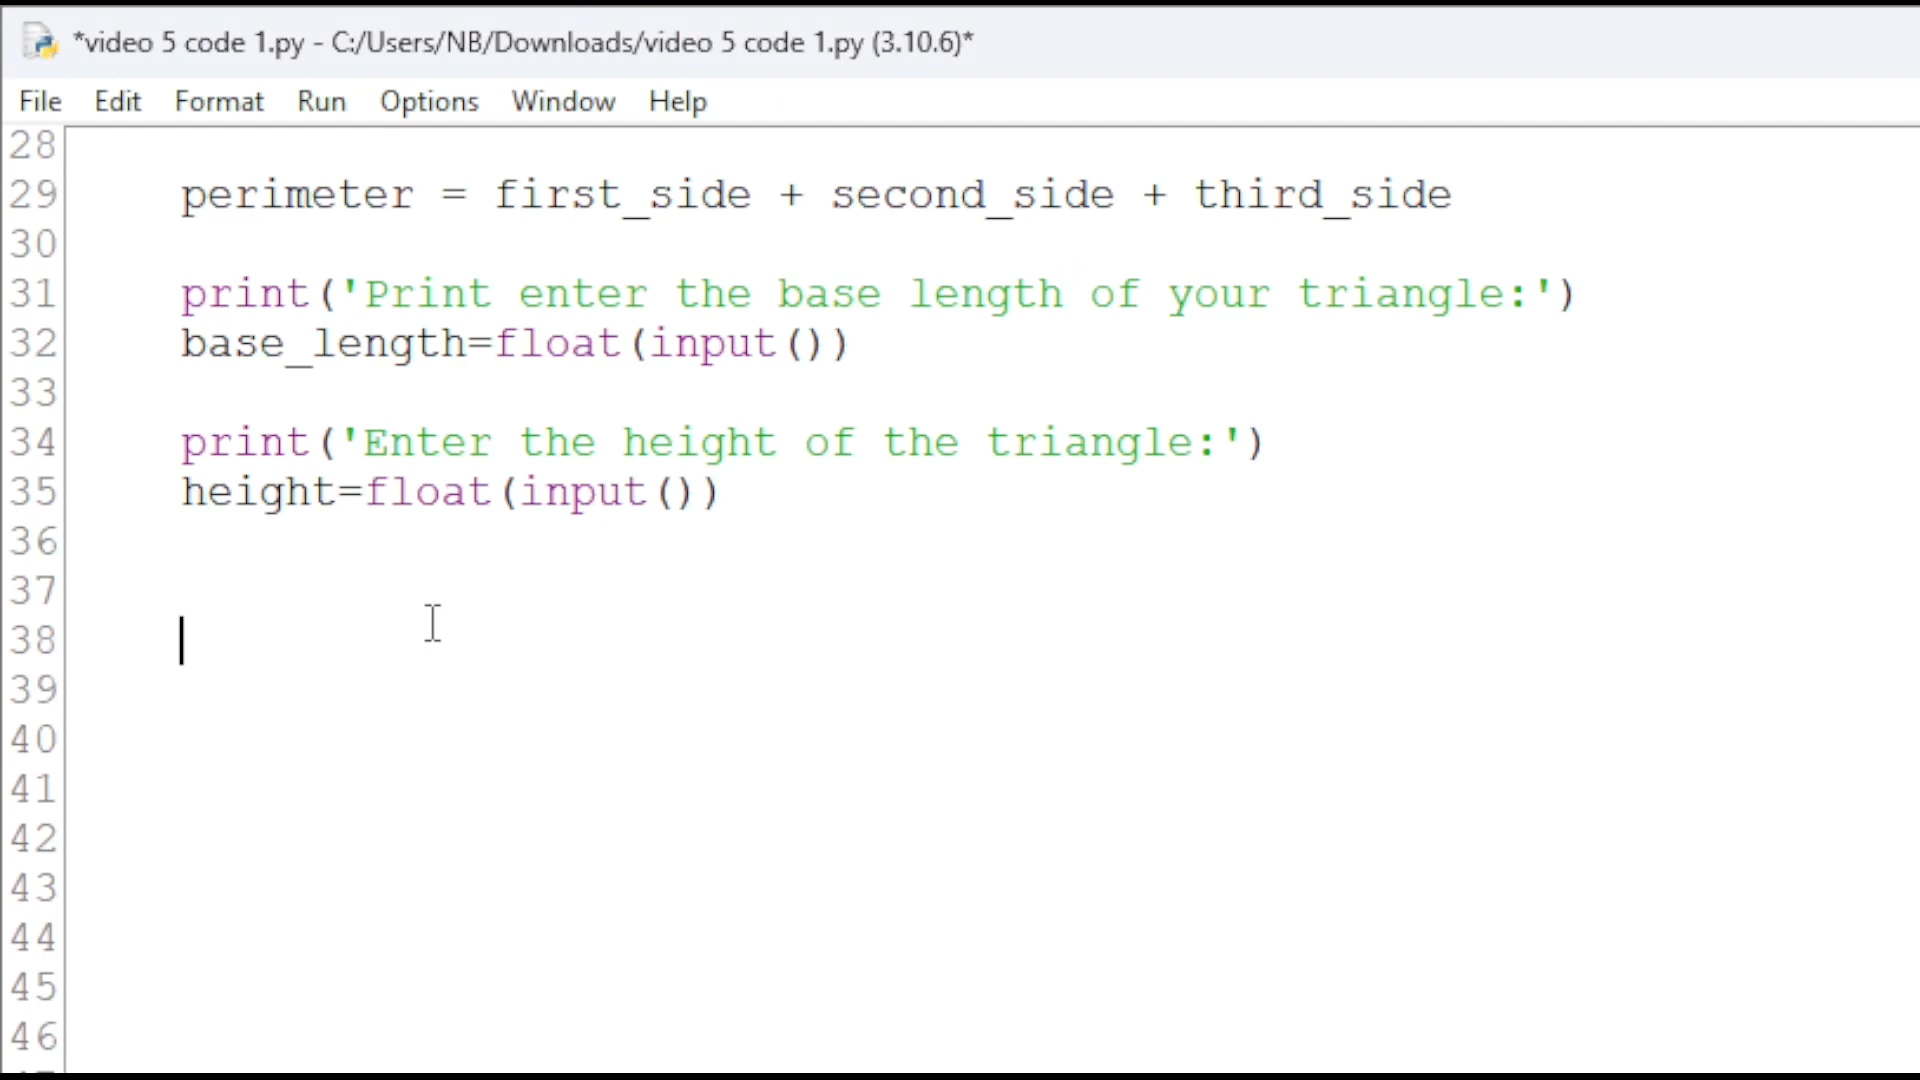 *video 5 code 1.py - C:/Users/NB/Downloads/video 5 code 1.py (3.10.6)*
File Edit Format Run Options Window Help
28
29 perimeter = first_side + second_side + third_side
30
31 print('Print enter the base length of your triangle:')
32 base_length=float(input())
33
34 print('Enter the height of the triangle:')
35 height=float(input())
36
37
38
39
40
41
42
43
44
45
46